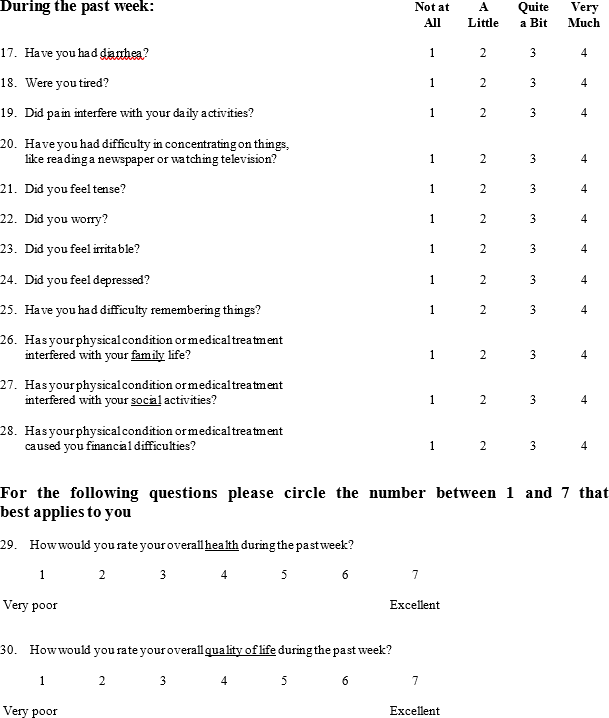 During the past week: Not at A Quite Very
All Little a Bit Much
17. Have you had diarrhea? 1 2 3 4
18. Were you tired? 1 2 3 4
19. Did pain interfere with your daily activities? 1 2 3 4
20. Have you had difficulty in concentrating on things,
like reading a newspaper or watching television? 1 2 3 4
21. Did you feel tense? 1 2 3 4
22. Did you worry? 1 2 3 4
23. Did you feel irritable? 1 2 3 4
24. Did you feel depressed? 1 2 3 4
25. Have you had difficulty remembering things? 1 2 3 4
26. Has your physical condition or medical treatment
interfered with your family life? 1 2 3 4
27. Has your physical condition or medical treatment
interfered with your social activities? 1 2 3 4
28. Has your physical condition or medical treatment
caused you financial difficulties? 1 2 3 4
For the following questions please circle the number between 1 and 7 that
best applies to you
29. How would you rate your overall health during the past week?
1 2 3 4 5 6 7
Very poor Excellent
30. How would you rate your overall quality of life during the past week?
1 2 3 4 5 6 7
Very poor Excellent